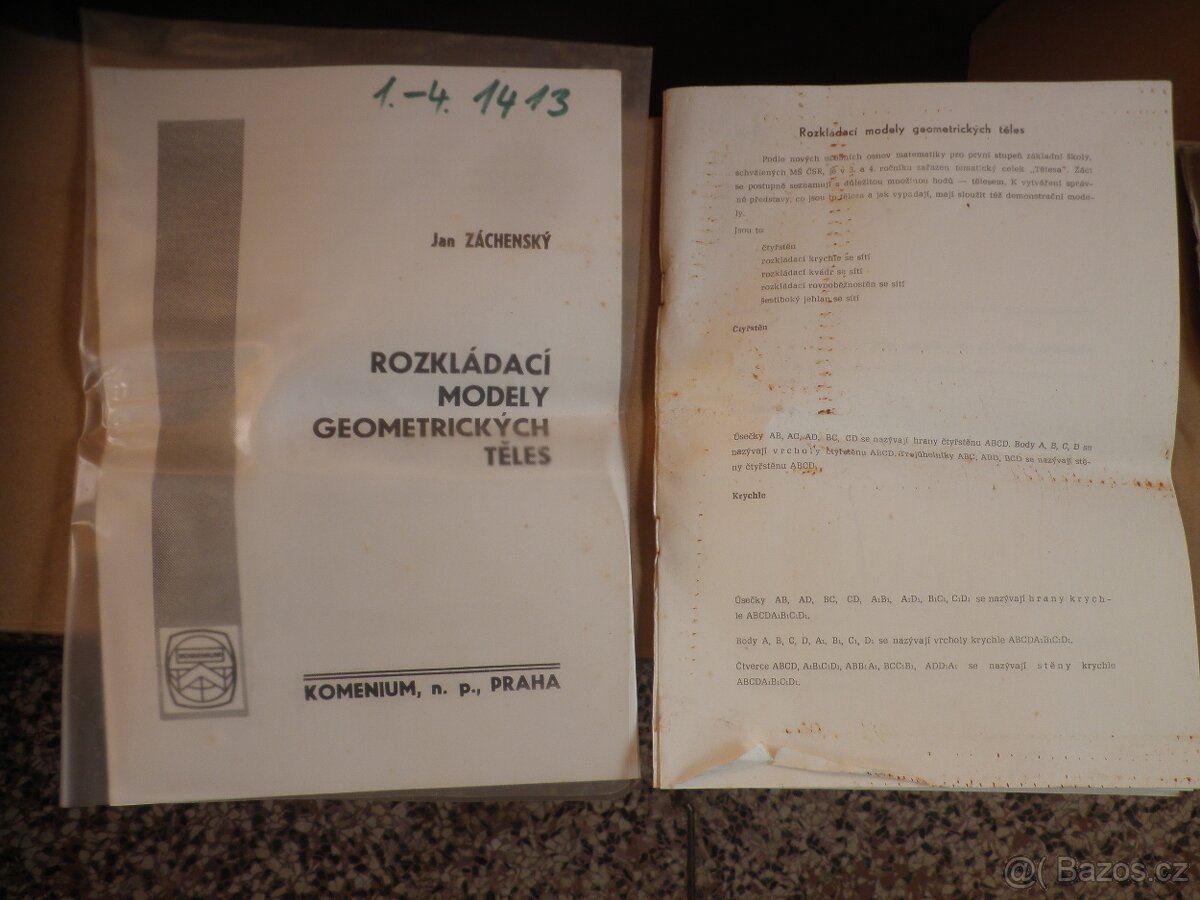 1.-4. 1413
Jan ZÁCHENSKÝ
ROZKLÁDACÍ
MODELY
GEOMETRICKÝCH
TĚLES
KOMENIUM
KOMENIUM, n. p., PRAHA
Rozkládací modely geometrických těles
Podle nových učebních osnov matematiky pro první stupeň základní školy,
schválených MŠ ČSR, je v 3. a 4. ročníku zařazen tematický celek „Tělesa". Žáci
se postupně seznamují s důležitou množinou bodů — tělesem. K vytváření správ-
né představy, co jsou to tělesa a jak vypadají, mají sloužit též demonstrační mode-
ly.
Jsou to
čtyřstěn
rozkládací krychle se sítí
rozkládací kvádr se sítí
rozkládací rovnoběžnostěn se sítí
šestiboký jehlan se sítí
Čtyřstěn
Úsečky AB, AC, AD, BC, CD se nazývají hrany čtyřstěnu ABCD. Body A, B, C, D se
nazývají vrcholy čtyřstěnu ABCD. Trojúhelníky ABC, ABD, BCD se nazývají stě-
ny čtyřstěnu ABCD.
Krychle
Úsečky AB, AD, BC, CD, A₁B₁, A₁D₁, B₁C₁, C₁D₁ se nazývají hrany krych-
le ABCDA₁B₁C₁D₁.
Body A, B, C, D, A₁, B₁, C₁, D₁ se nazývají vrcholy krychle ABCDA₁B₁C₁D₁.
Čtverce ABCD, A₁B₁C₁D₁, ABB₁A₁, BCC₁B₁, ADD₁A₁ se nazývají stěny krychle
ABCDA₁B₁C₁D₁.
@( Bazos.cz